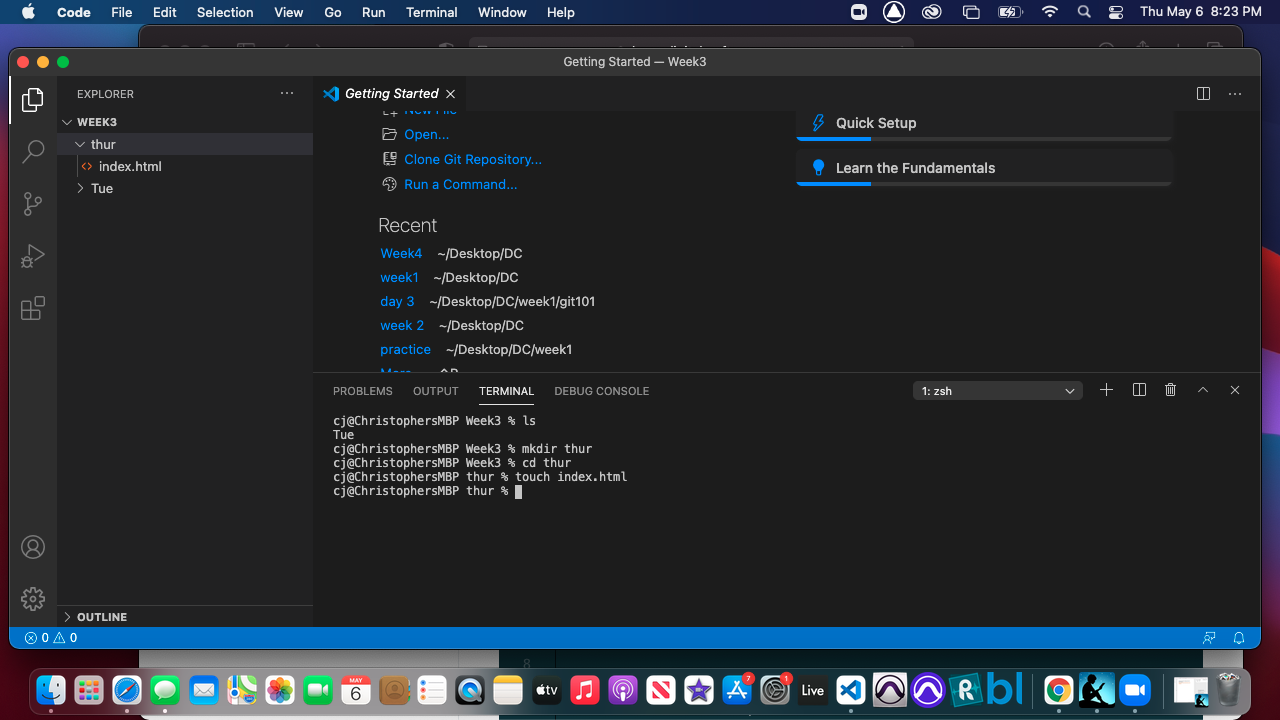 Code File Edit Selection View Go Run Terminal Window Help Thu May 6 8:23 PM
Getting Started — Week3
EXPLORER
WEEK3
thur
index.html
Tue
OUTLINE
Getting Started
New File
Open...
Clone Git Repository...
Run a Command...
Recent
Week4 ~/Desktop/DC
week1 ~/Desktop/DC
day 3 ~/Desktop/DC/week1/git101
week 2 ~/Desktop/DC
practice ~/Desktop/DC/week1
More... ^R
Quick Setup
Learn the Fundamentals
PROBLEMS OUTPUT TERMINAL DEBUG CONSOLE 1: zsh
cj@ChristophersMBP Week3 % ls
Tue
cj@ChristophersMBP Week3 % mkdir thur
cj@ChristophersMBP Week3 % cd thur
cj@ChristophersMBP thur % touch index.html
cj@ChristophersMBP thur %
0 0
8
MAY
6
tv
7
1
Live
R
bl